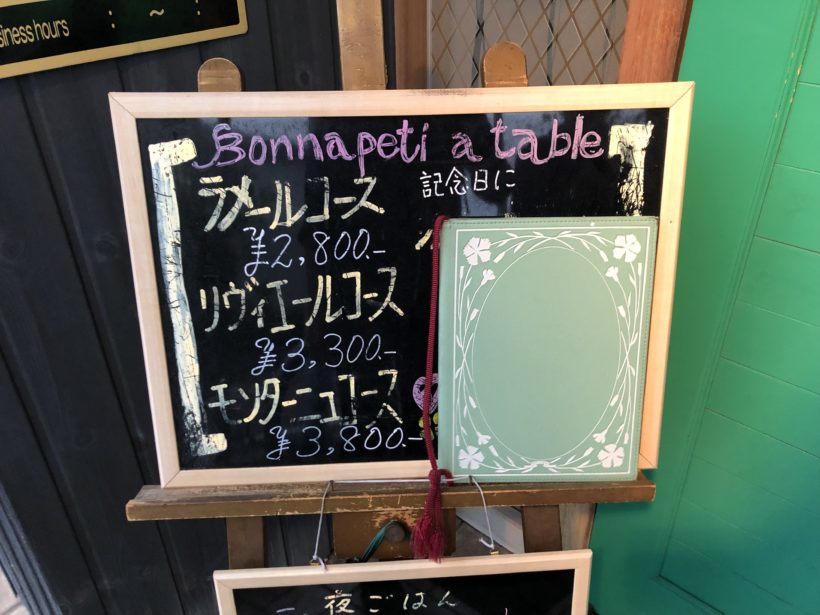 siness hours : ~ :
Bonnapeti a table
記念日に
ラメールコース
¥2,800.-
リヴィエールコース
¥3,300.-
モンターニュコース
¥3,800.-
夜ごはん